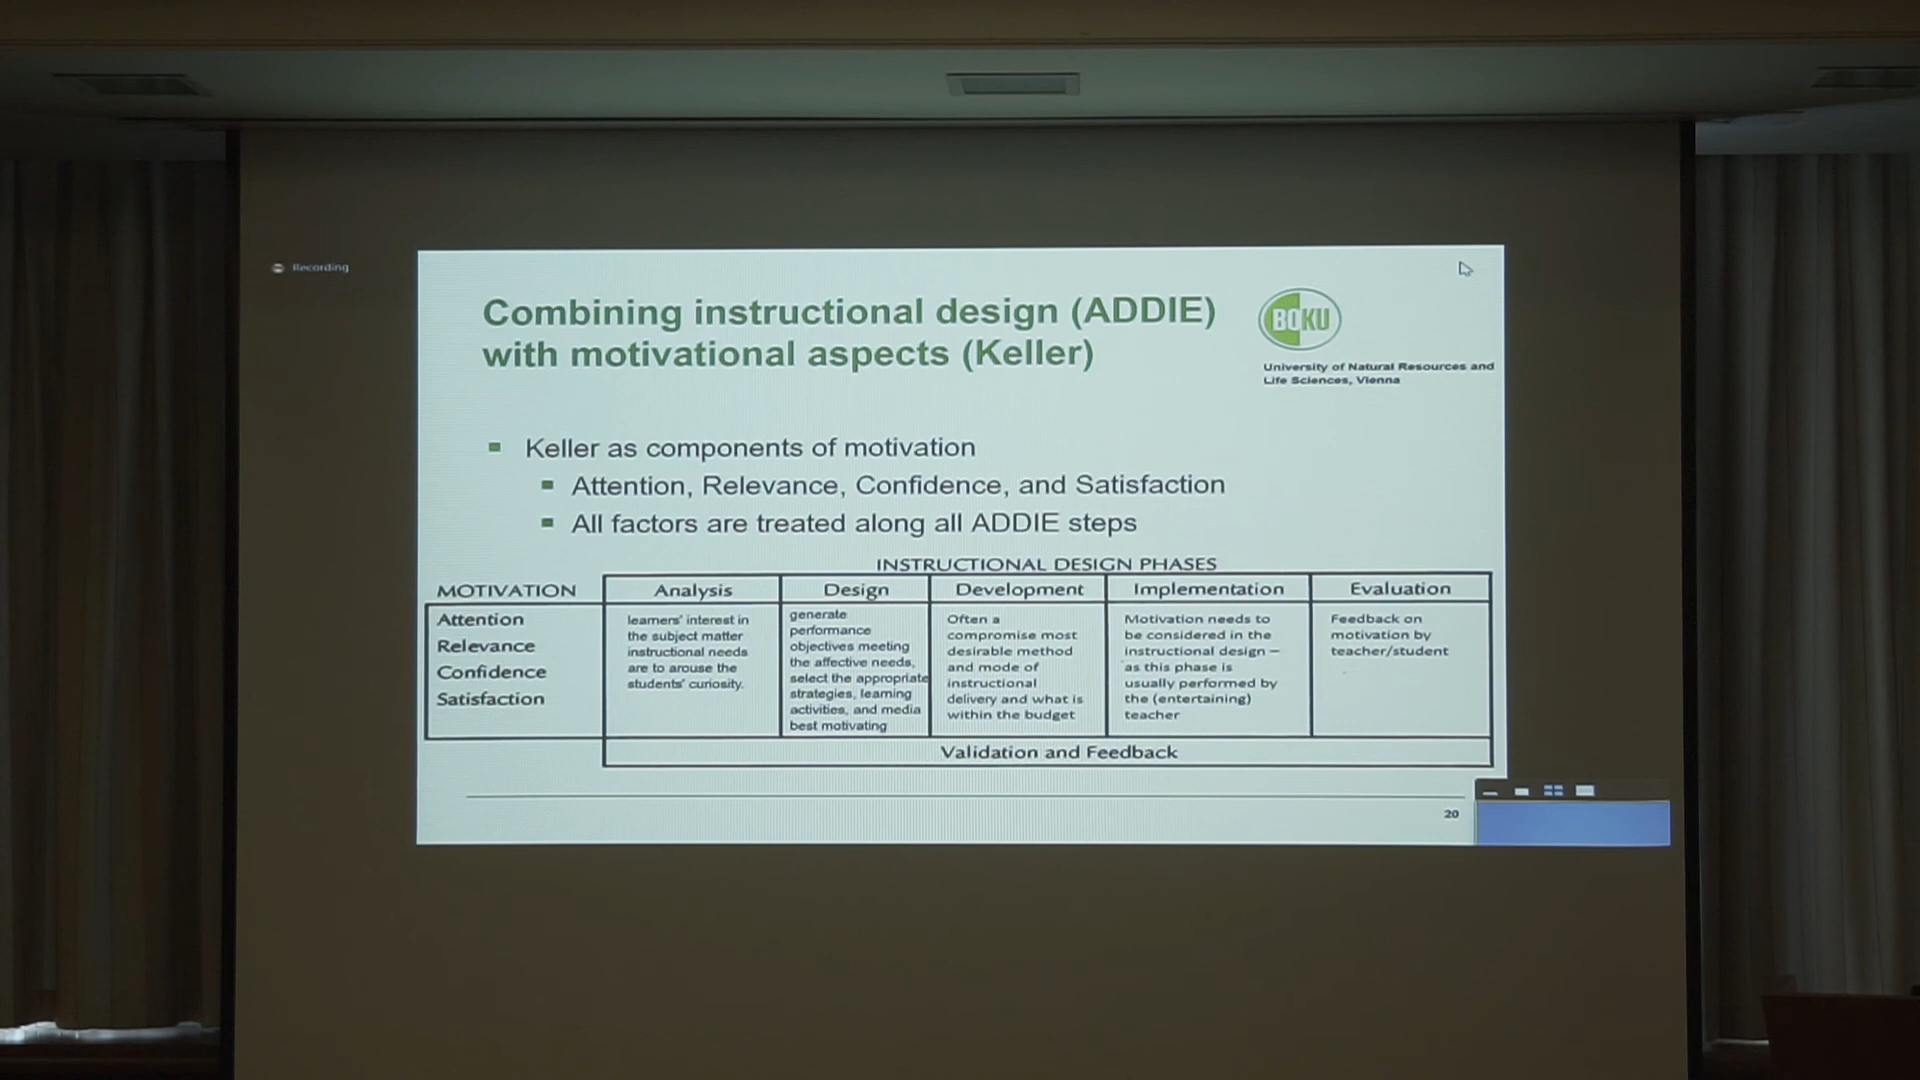 Recording
Combining instructional design (ADDIE)
with motivational aspects (Keller)
BOKU
University of Natural Resources and
Life Sciences, Vienna
Keller as components of motivation
Attention, Relevance, Confidence, and Satisfaction
All factors are treated along all ADDIE steps
INSTRUCTIONAL DESIGN PHASES
MOTIVATION
Attention
Relevance
Confidence
Satisfaction
Analysis
learners' interest in
the subject matter
instructional needs
are to arouse the
students' curiosity.
Design
generate
performance
objectives meeting
the affective needs,
select the appropriate
strategies, learning
activities, and media
best motivating
Development
Often a
compromise most
desirable method
and mode of
instructional
delivery and what is
within the budget
Implementation
Motivation needs to
be considered in the
instructional design –
as this phase is
usually performed by
the (entertaining)
teacher
Evaluation
Feedback on
motivation by
teacher/student
Validation and Feedback
20